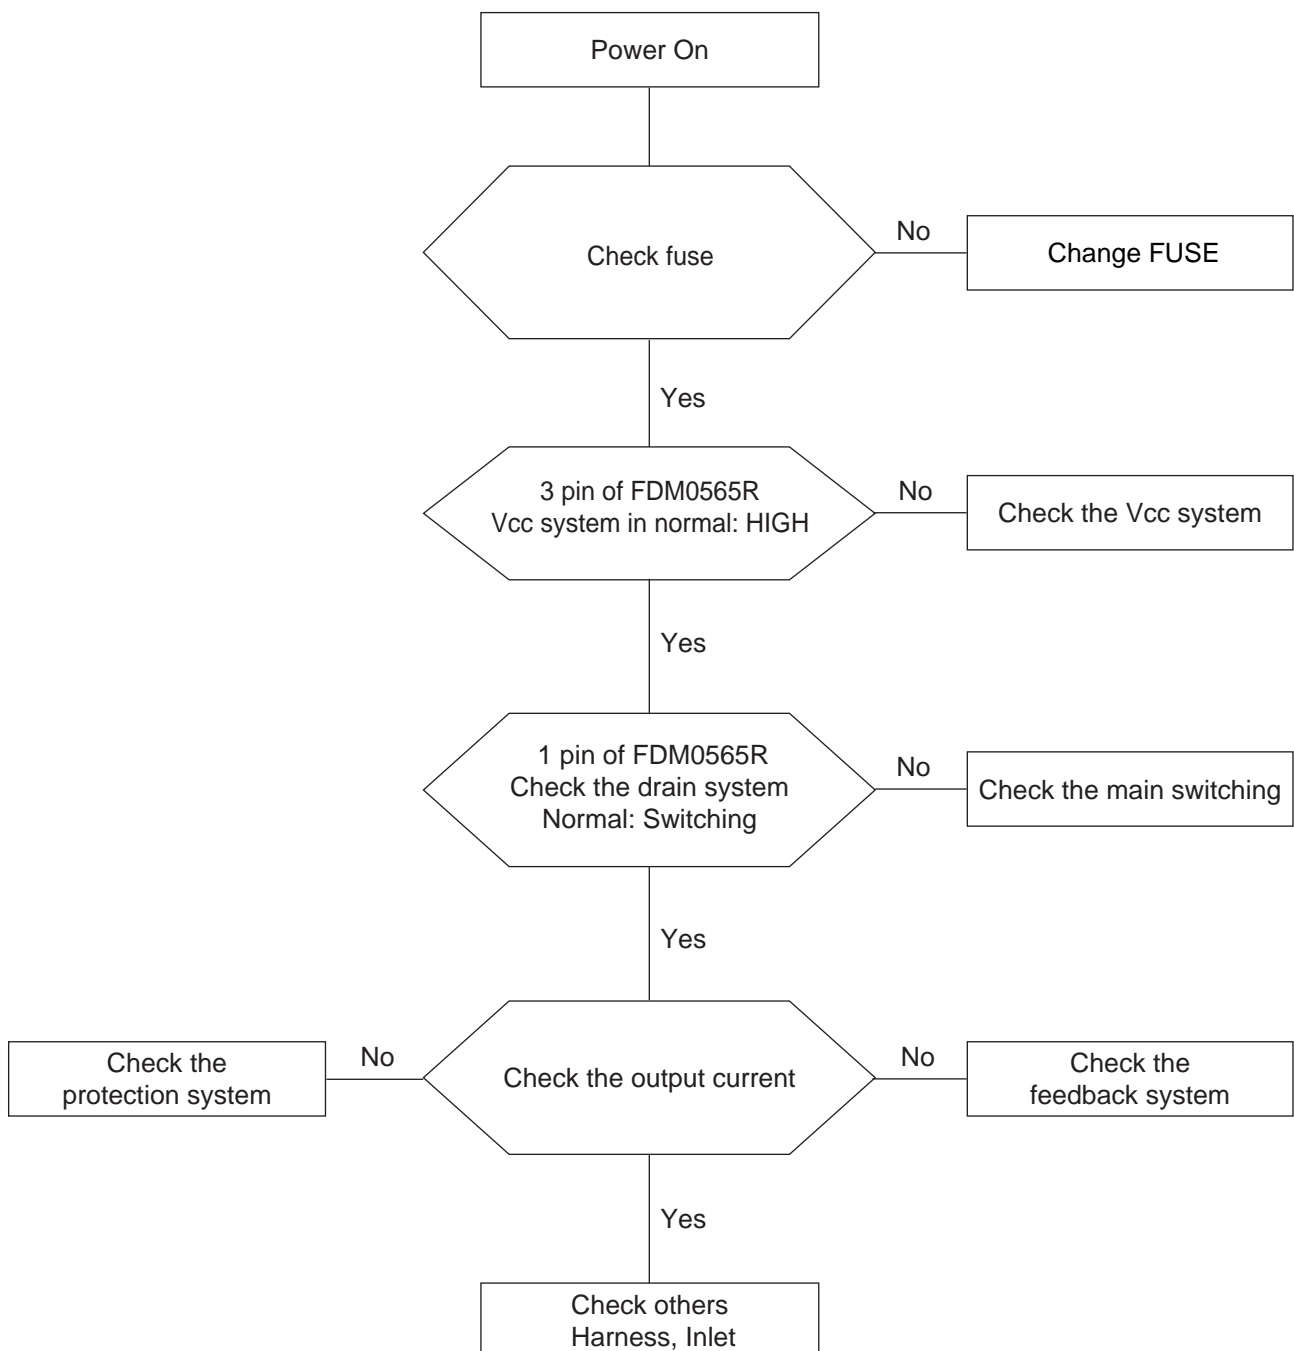 Power On
Check fuse
No
Change FUSE
Yes
3 pin of FDM0565R
Vcc system in normal: HIGH
No
Check the Vcc system
Yes
1 pin of FDM0565R
Check the drain system
Normal: Switching
No
Check the main switching
Yes
Check the
protection system
No
Check the output current
No
Check the
feedback system
Yes
Check others
Harness, Inlet